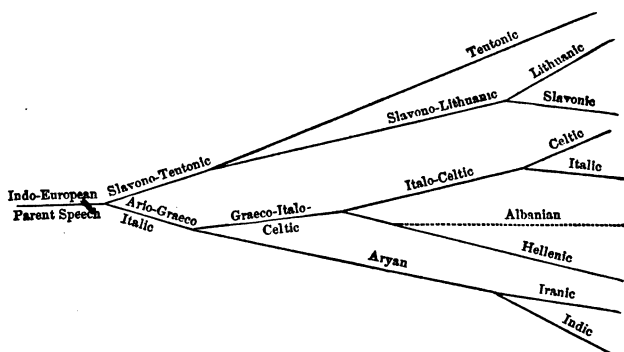 Teutonic
Lithuanic
Slavono-Lithuanic
Slavonic
Slavono-Teutonic
Celtic
Italic
Italo-Celtic
Indo-European
Parent Speech
Ario-Graeco
Italic
Graeco-Italo-
Celtic
Albanian
Hellenic
Aryan
Iranic
Indic